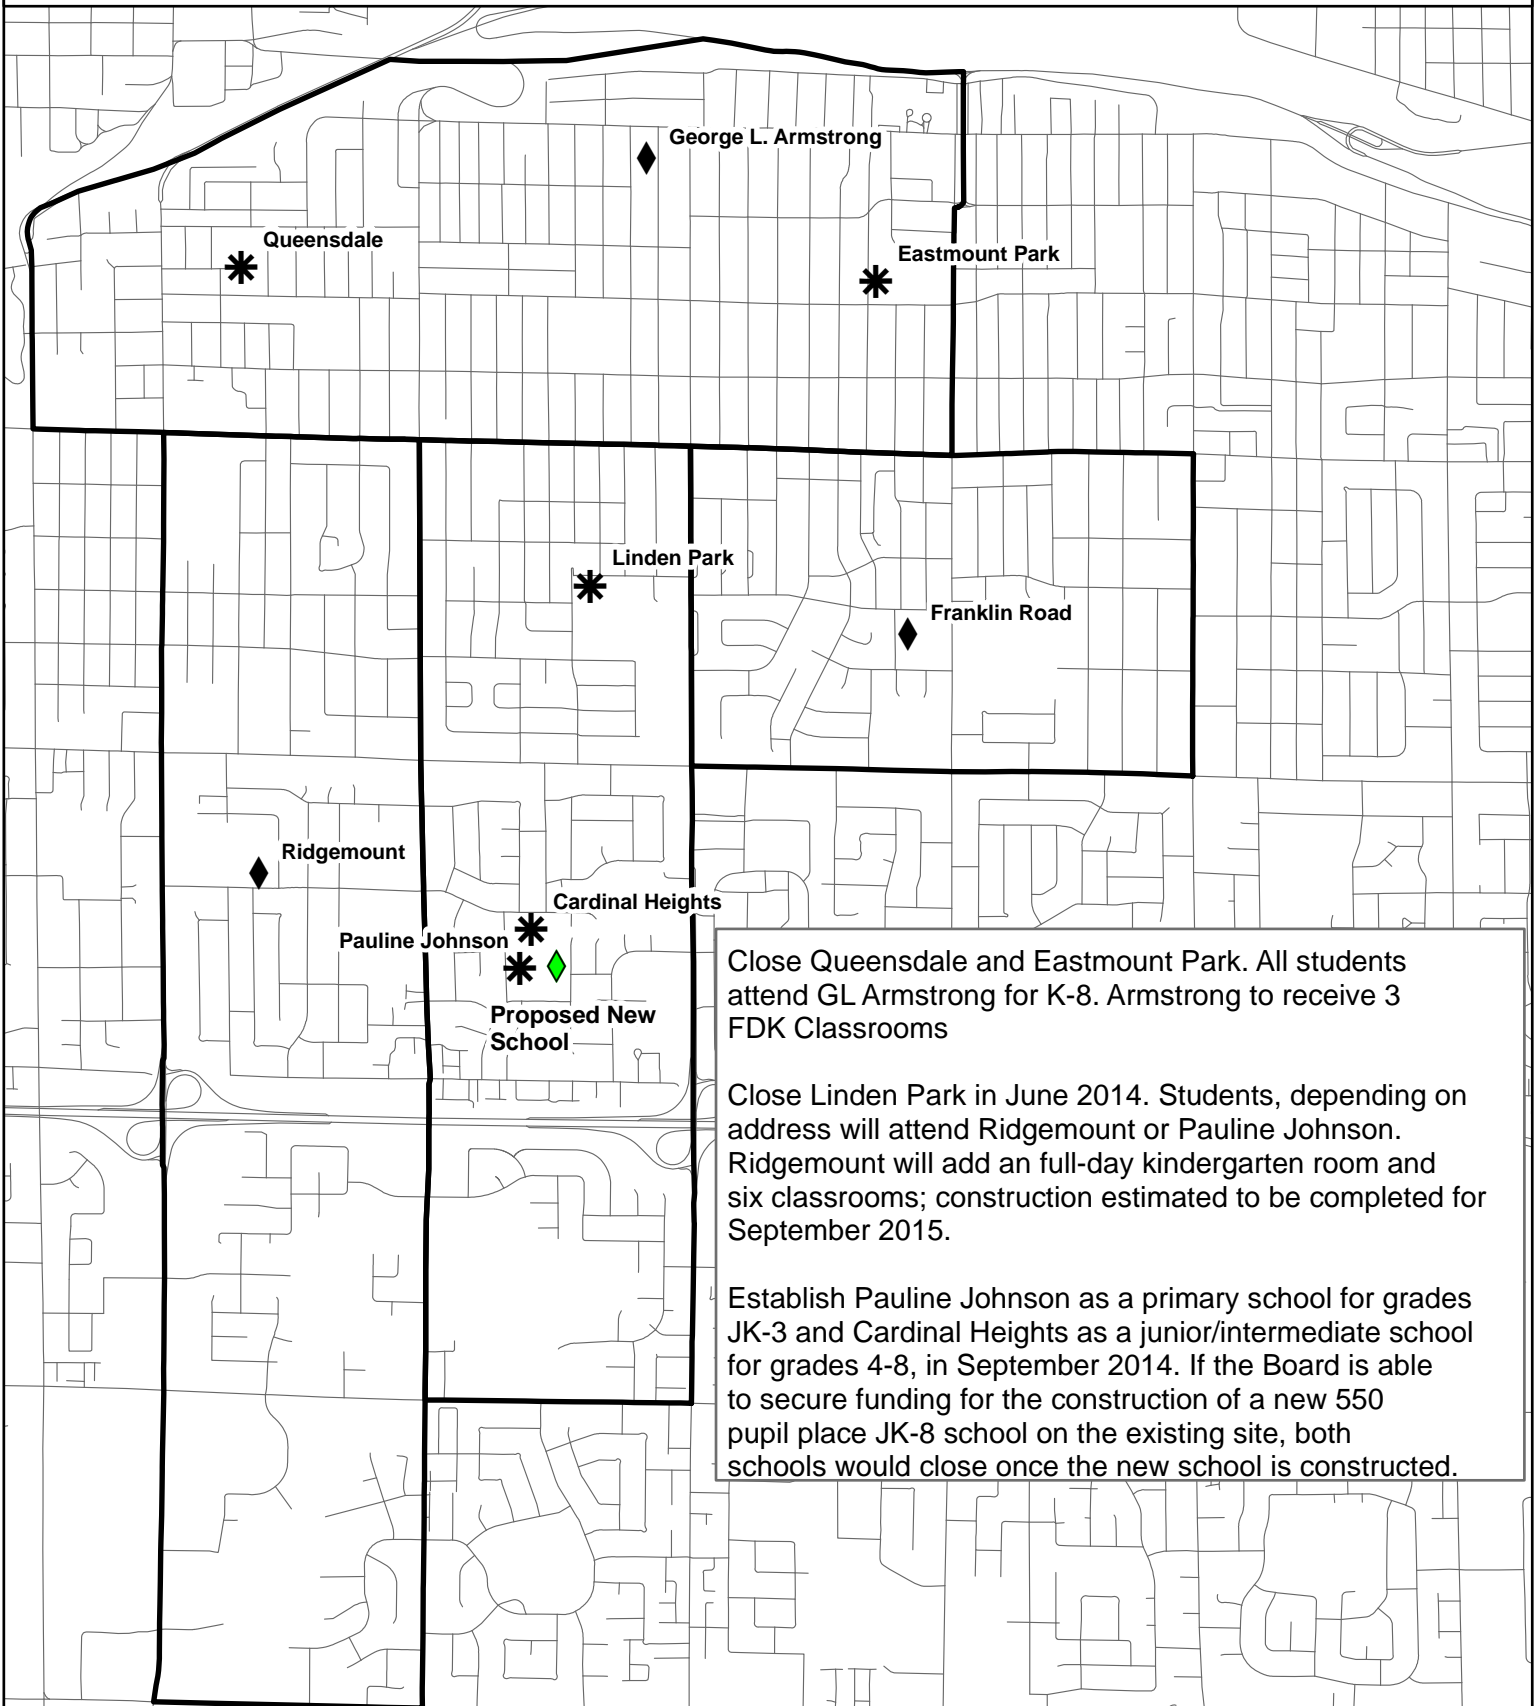 George L. Armstrong
Queensdale
Eastmount Park
Linden Park
Franklin Road
Ridgemount
Cardinal Heights
Pauline Johnson
Proposed New
School
Close Queensdale and Eastmount Park. All students
attend GL Armstrong for K-8. Armstrong to receive 3
FDK Classrooms
Close Linden Park in June 2014. Students, depending on
address will attend Ridgemount or Pauline Johnson.
Ridgemount will add an full-day kindergarten room and
six classrooms; construction estimated to be completed for
September 2015.
Establish Pauline Johnson as a primary school for grades
JK-3 and Cardinal Heights as a junior/intermediate school
for grades 4-8, in September 2014. If the Board is able
to secure funding for the construction of a new 550
pupil place JK-8 school on the existing site, both
schools would close once the new school is constructed.